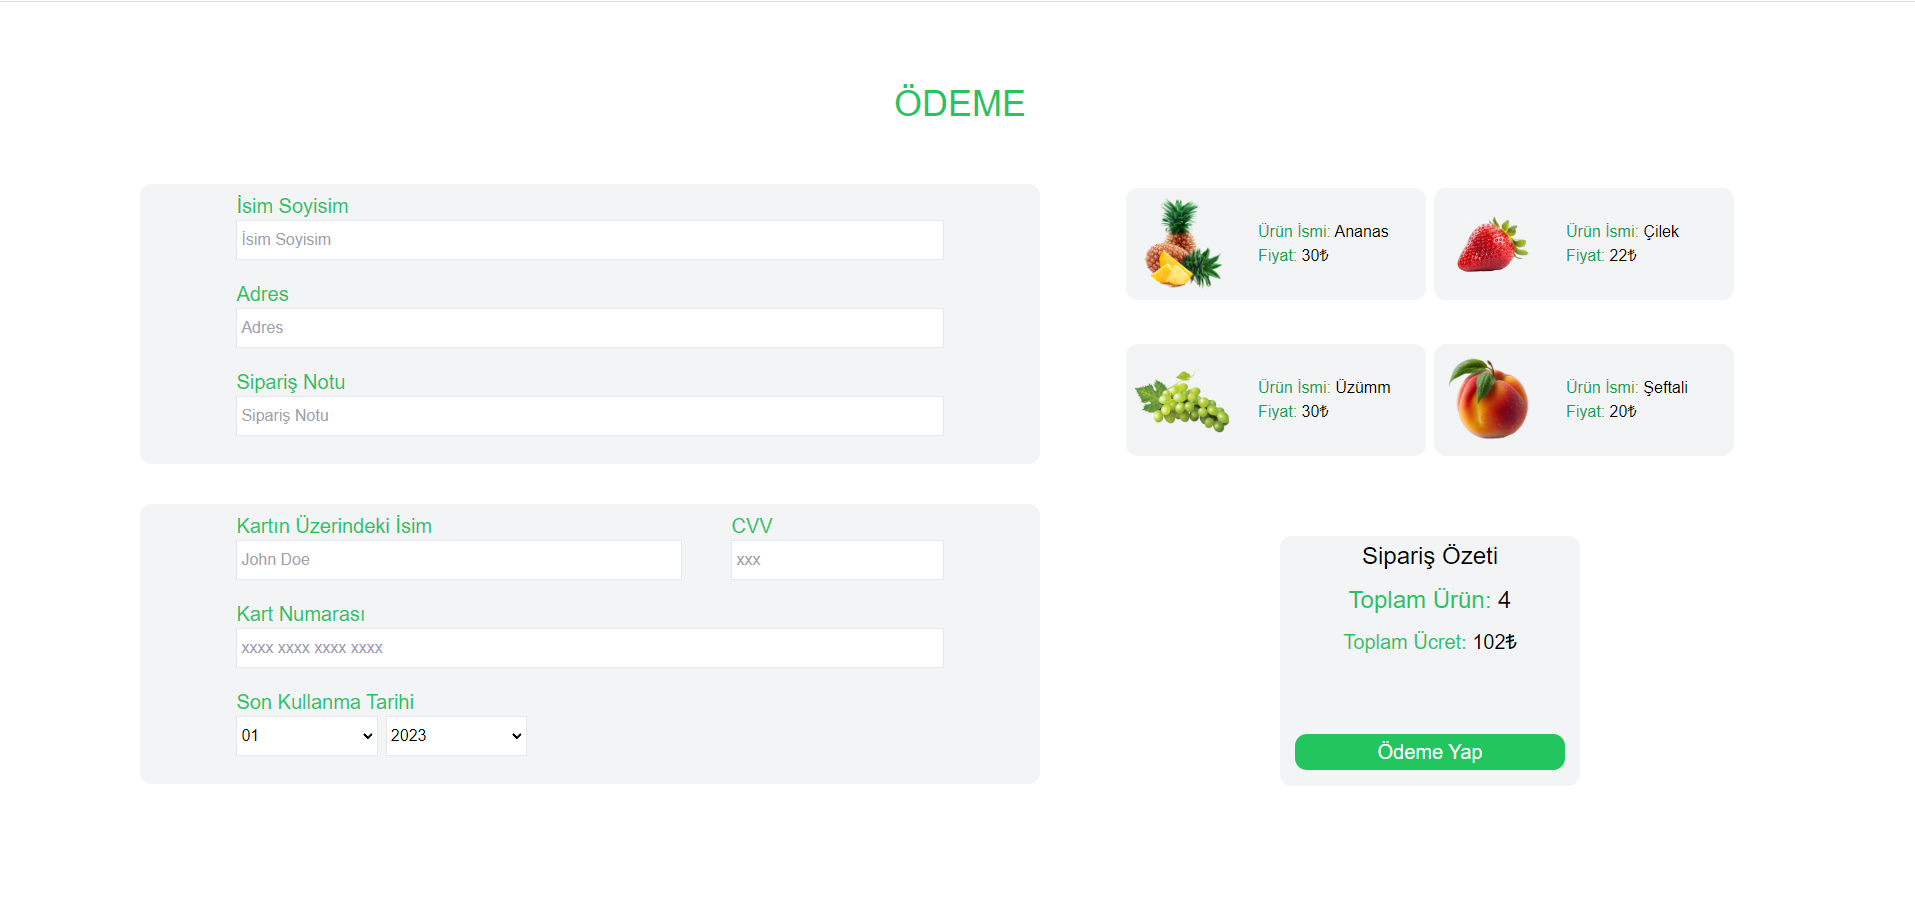 ÖDEME
İsim Soyisim
İsim Soyisim
Adres
Adres
Sipariş Notu
Sipariş Notu
Kartın Üzerindeki İsim
John Doe
CVV
xxx
Kart Numarası
xxxx xxxx xxxx xxxx
Son Kullanma Tarihi
01
2023
Ürün İsmi: Ananas
Fiyat: 30₺
Ürün İsmi: Çilek
Fiyat: 22₺
Ürün İsmi: Üzümm
Fiyat: 30₺
Ürün İsmi: Şeftali
Fiyat: 20₺
Sipariş Özeti
Toplam Ürün: 4
Toplam Ücret: 102₺
Ödeme Yap